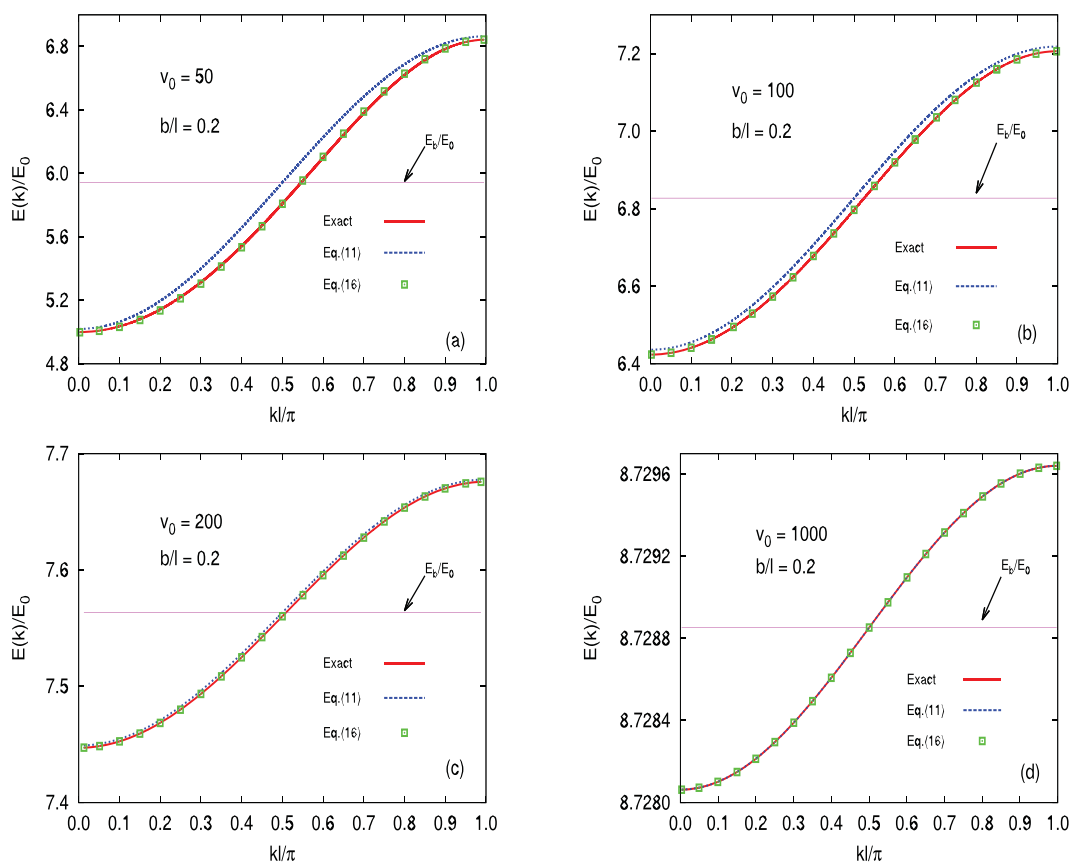 6.8
6.4
6.0
5.6
5.2
4.8
E(k)/E0
v0 = 50
b/l = 0.2
Eb/E0
Exact
Eq.(11)
Eq.(16)
(a)
0.0 0.1 0.2 0.3 0.4 0.5 0.6 0.7 0.8 0.9 1.0
kl/π
7.2
7.0
6.8
6.6
6.4
E(k)/E0
v0 = 100
b/l = 0.2
Eb/E0
Exact
Eq.(11)
Eq.(16)
(b)
0.0 0.1 0.2 0.3 0.4 0.5 0.6 0.7 0.8 0.9 1.0
kl/π
7.7
7.6
7.5
7.4
E(k)/E0
v0 = 200
b/l = 0.2
Eb/E0
Exact
Eq.(11)
Eq.(16)
(c)
0.0 0.1 0.2 0.3 0.4 0.5 0.6 0.7 0.8 0.9 1.0
kl/π
8.7296
8.7292
8.7288
8.7284
8.7280
E(k)/E0
v0 = 1000
b/l = 0.2
Eb/E0
Exact
Eq.(11)
Eq.(16)
(d)
0.0 0.1 0.2 0.3 0.4 0.5 0.6 0.7 0.8 0.9 1.0
kl/π